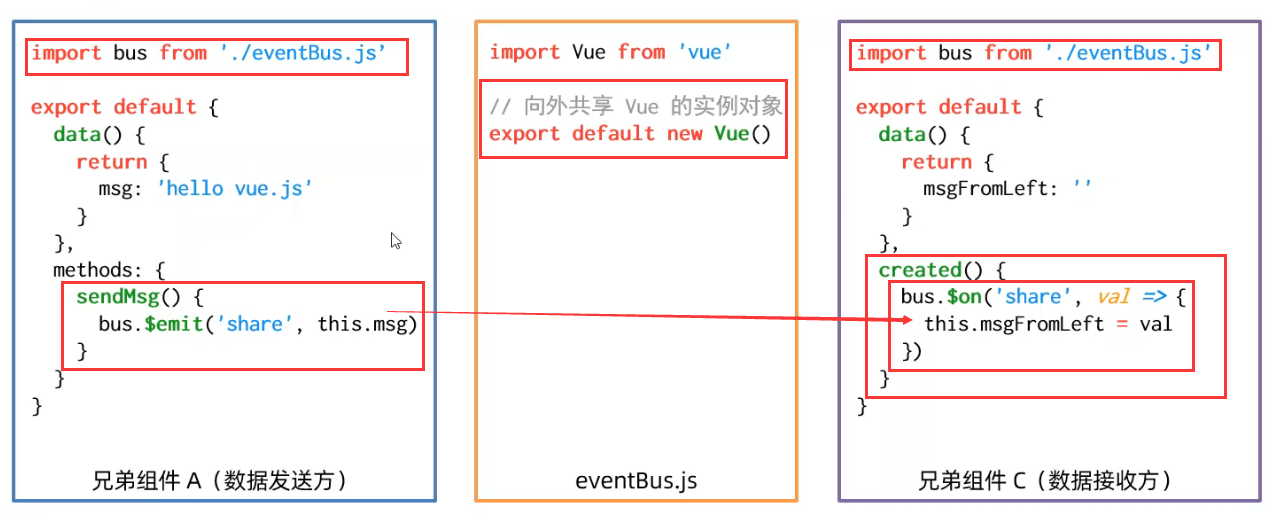 import bus from './eventBus.js'
export default {
data() {
return {
msg: 'hello vue.js'
}
},
methods: {
sendMsg() {
bus.$emit('share', this.msg)
}
}
}
兄弟组件 A（数据发送方）
import Vue from 'vue'
// 向外共享 Vue 的实例对象
export default new Vue()
eventBus.js
import bus from './eventBus.js'
export default {
data() {
return {
msgFromLeft: ''
}
},
created() {
bus.$on('share', val => {
this.msgFromLeft = val
})
}
}
兄弟组件 C（数据接收方）